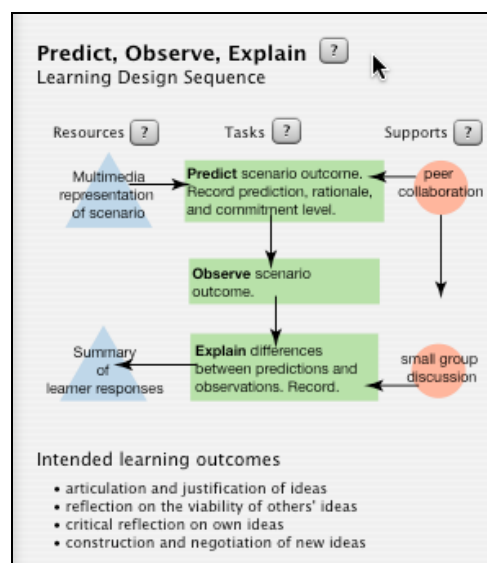 Predict, Observe, Explain ?
Learning Design Sequence
Resources ? Tasks ? Supports ?
Multimedia
representation
of scenario
Predict scenario outcome.
Record prediction, rationale,
and commitment level.
peer
collaboration
Observe scenario
outcome.
Summary
of
learner responses
Explain differences
between predictions and
observations. Record.
small group
discussion
Intended learning outcomes
• articulation and justification of ideas
• reflection on the viability of others' ideas
• critical reflection on own ideas
• construction and negotiation of new ideas